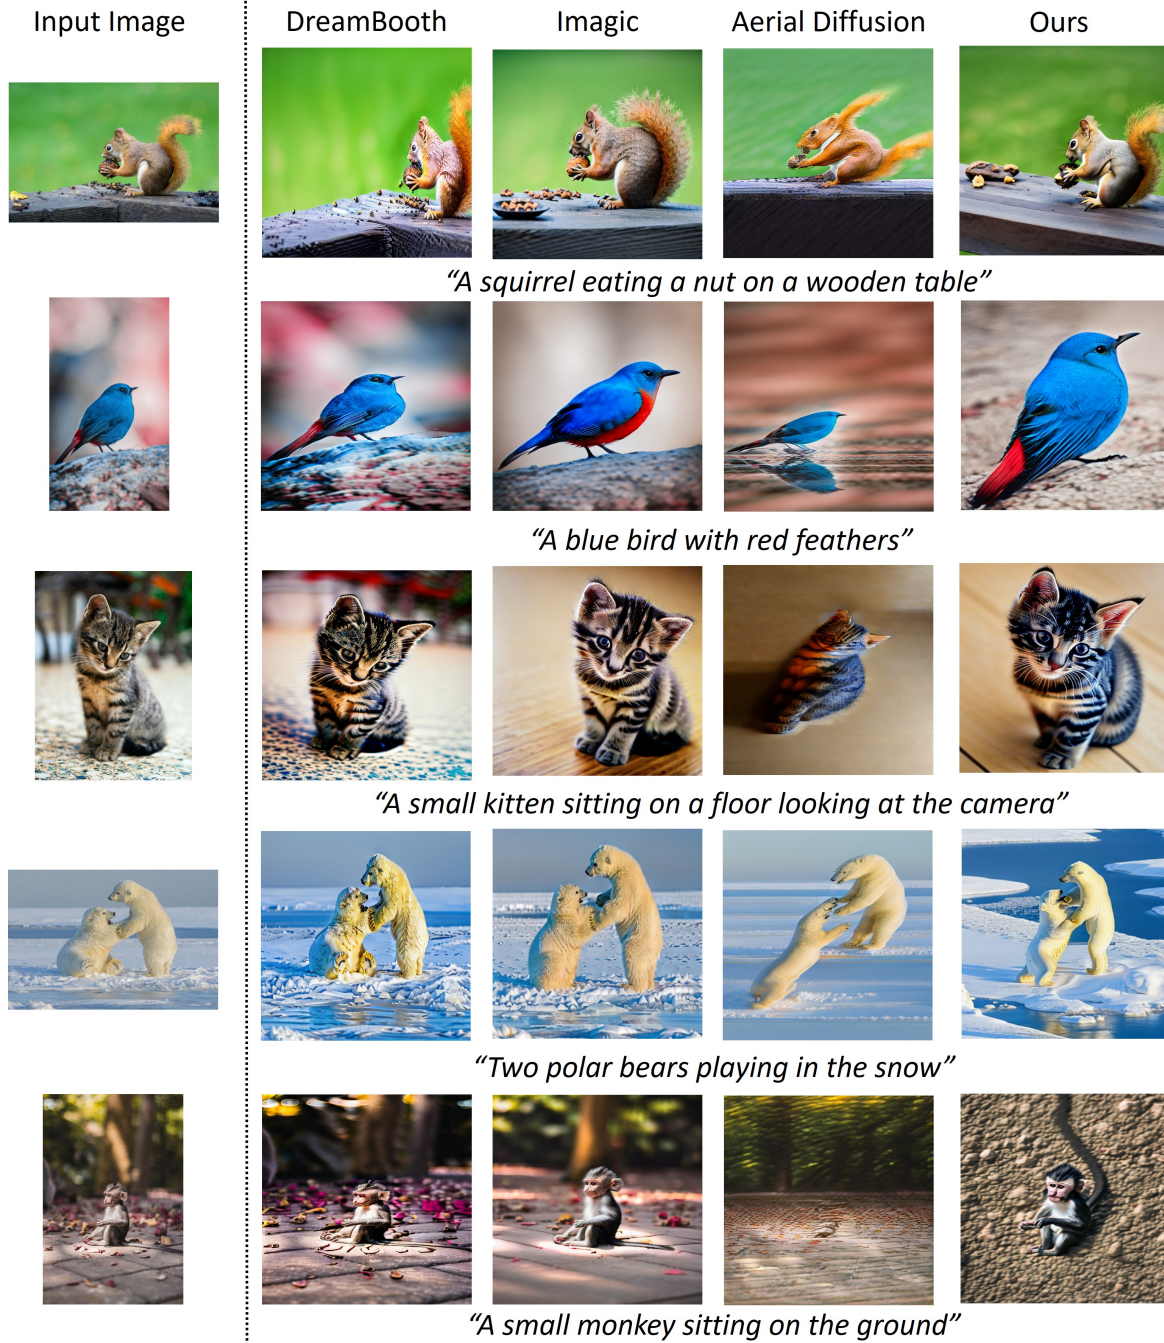 Input Image DreamBooth Imagic Aerial Diffusion Ours
“A squirrel eating a nut on a wooden table”
“A blue bird with red feathers”
“A small kitten sitting on a floor looking at the camera”
“Two polar bears playing in the snow”
“A small monkey sitting on the ground”